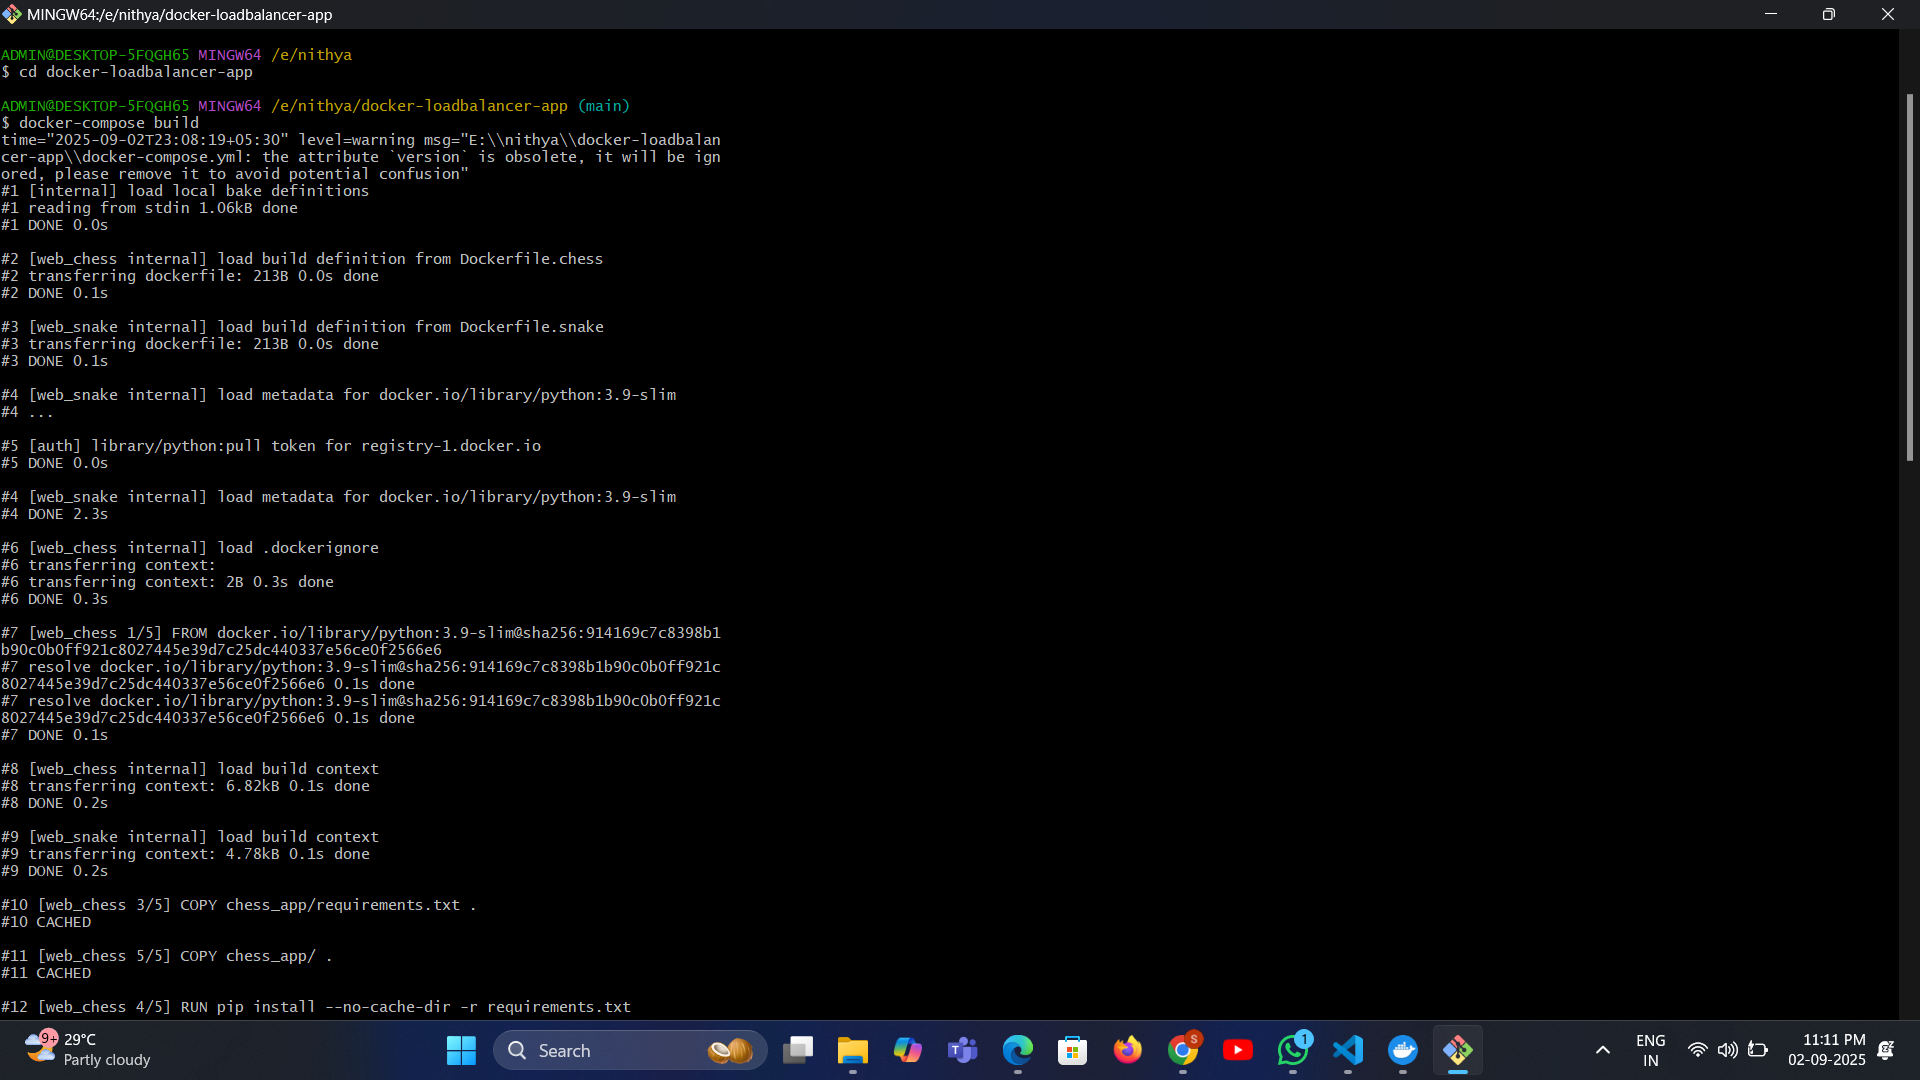 MINGW64:/e/nithya/docker-loadbalancer-app
ADMIN@DESKTOP-5FQGH65 MINGW64 /e/nithya
$ cd docker-loadbalancer-app
ADMIN@DESKTOP-5FQGH65 MINGW64 /e/nithya/docker-loadbalancer-app (main)
$ docker-compose build
time="2025-09-02T23:08:19+05:30" level=warning msg="E:\\nithya\\docker-loadbalan
cer-app\\docker-compose.yml: the attribute `version` is obsolete, it will be ign
ored, please remove it to avoid potential confusion"
#1 [internal] load local bake definitions
#1 reading from stdin 1.06kB done
#1 DONE 0.0s
#2 [web_chess internal] load build definition from Dockerfile.chess
#2 transferring dockerfile: 213B 0.0s done
#2 DONE 0.1s
#3 [web_snake internal] load build definition from Dockerfile.snake
#3 transferring dockerfile: 213B 0.0s done
#3 DONE 0.1s
#4 [web_snake internal] load metadata for docker.io/library/python:3.9-slim
#4 ...
#5 [auth] library/python:pull token for registry-1.docker.io
#5 DONE 0.0s
#4 [web_snake internal] load metadata for docker.io/library/python:3.9-slim
#4 DONE 2.3s
#6 [web_chess internal] load .dockerignore
#6 transferring context:
#6 transferring context: 2B 0.3s done
#6 DONE 0.3s
#7 [web_chess 1/5] FROM docker.io/library/python:3.9-slim@sha256:914169c7c8398b1
b90c0b0ff921c8027445e39d7c25dc440337e56ce0f2566e6
#7 resolve docker.io/library/python:3.9-slim@sha256:914169c7c8398b1b90c0b0ff921c
8027445e39d7c25dc440337e56ce0f2566e6 0.1s done
#7 resolve docker.io/library/python:3.9-slim@sha256:914169c7c8398b1b90c0b0ff921c
8027445e39d7c25dc440337e56ce0f2566e6 0.1s done
#7 DONE 0.1s
#8 [web_chess internal] load build context
#8 transferring context: 6.82kB 0.1s done
#8 DONE 0.2s
#9 [web_snake internal] load build context
#9 transferring context: 4.78kB 0.1s done
#9 DONE 0.2s
#10 [web_chess 3/5] COPY chess_app/requirements.txt .
#10 CACHED
#11 [web_chess 5/5] COPY chess_app/ .
#11 CACHED
#12 [web_chess 4/5] RUN pip install --no-cache-dir -r requirements.txt
9+
29°C
Partly cloudy
Search
S
1
ENG
IN
11:11 PM
02-09-2025